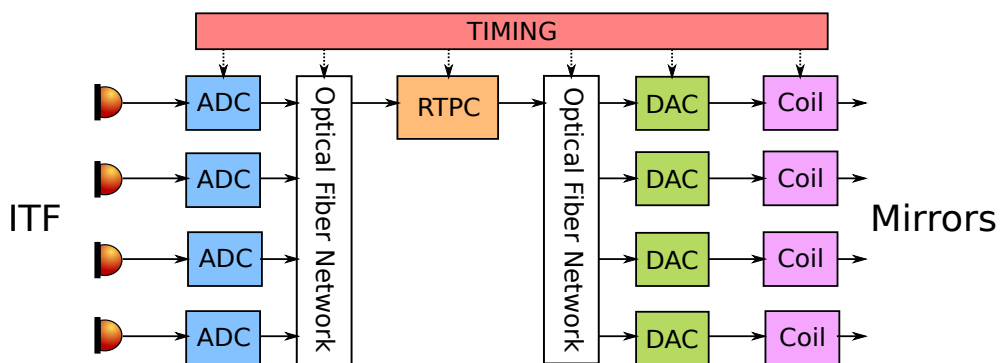 TIMING
ADC
Optical Fiber Network
RTPC
Optical Fiber Network
DAC
Coil
ADC
DAC
Coil
ITF
Mirrors
ADC
DAC
Coil
ADC
DAC
Coil